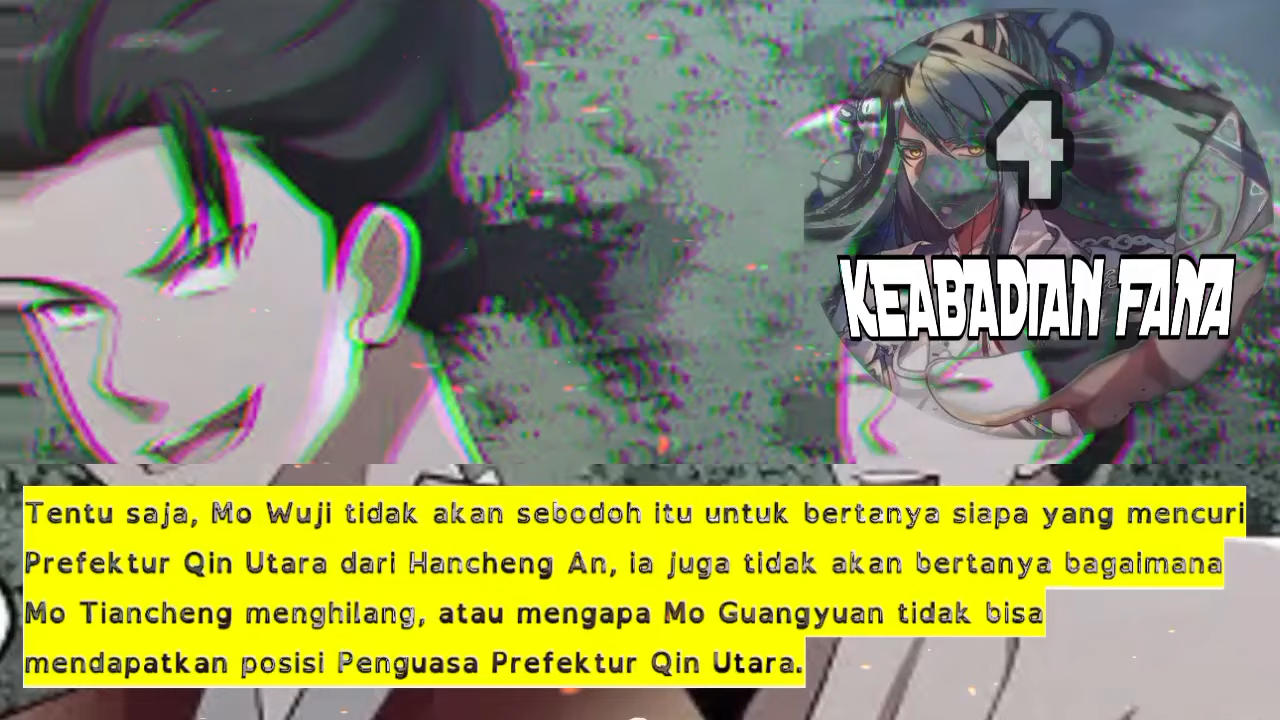 4
KEABADIAN FANA
Tentu saja, Mo Wuji tidak akan sebodoh itu untuk bertanya siapa yang mencuri
Prefektur Qin Utara dari Hancheng An, ia juga tidak akan bertanya bagaimana
Mo Tiancheng menghilang, atau mengapa Mo Guangyuan tidak bisa
mendapatkan posisi Penguasa Prefektur Qin Utara.